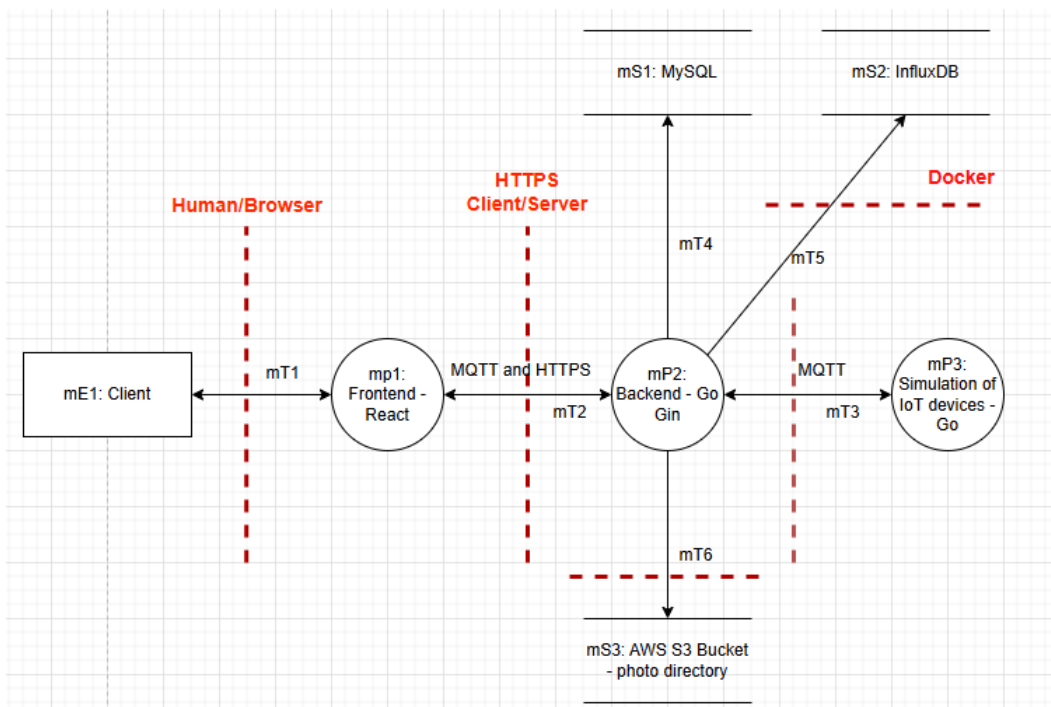 mS1: MySQL
mS2: InfluxDB
Docker
HTTPS
Client/Server
Human/Browser
mT4
mT5
mE1: Client
mT1
mp1:
Frontend -
React
MQTT and HTTPS
mT2
mP2:
Backend - Go
Gin
MQTT
mT3
mP3:
Simulation of
IoT devices -
Go
mT6
mS3: AWS S3 Bucket
- photo directory